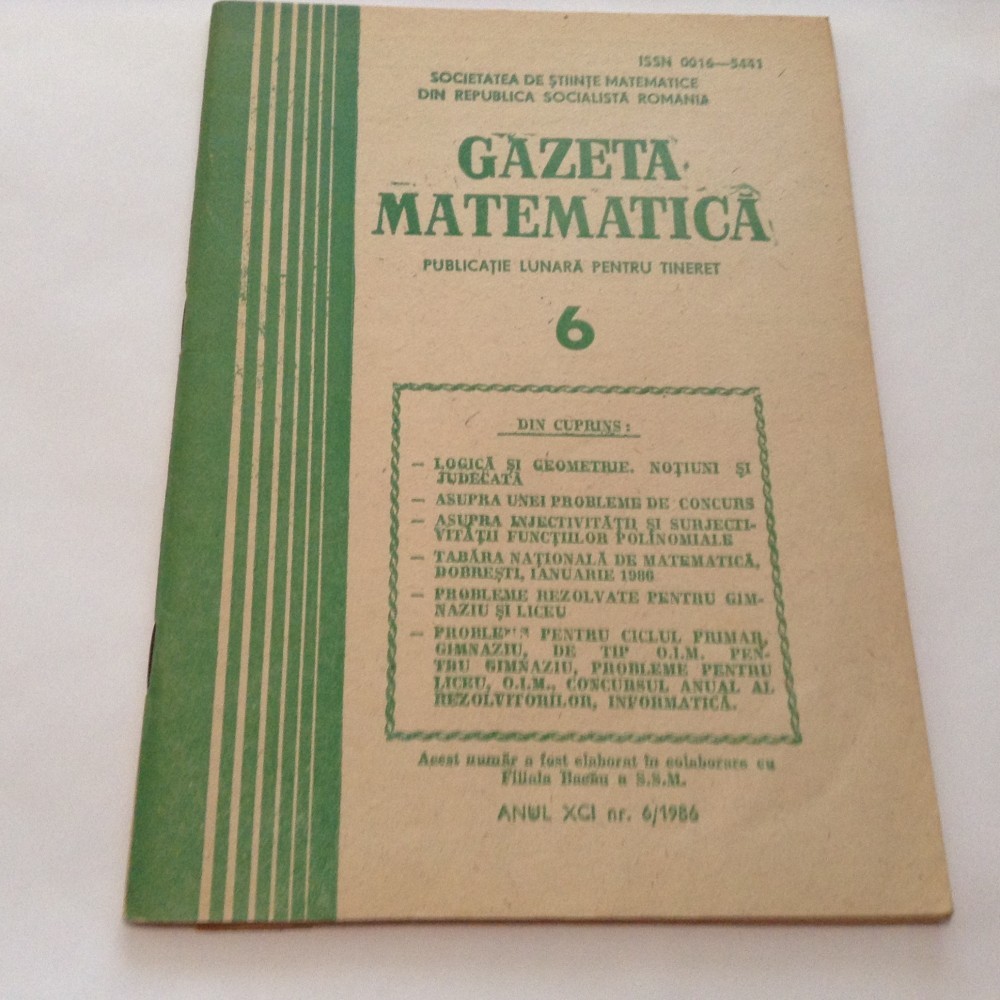 ISSN 0016—5441
SOCIETATEA DE ȘTIINȚE MATEMATICE
DIN REPUBLICA SOCIALISTĂ ROMÂNIA
GAZETA
MATEMATICĂ
PUBLICAȚIE LUNARĂ PENTRU TINERET
6
DIN CUPRINS :
— LOGICĂ ȘI GEOMETRIE. NOȚIUNI ȘI
JUDECATĂ
— ASUPRA UNEI PROBLEME DE CONCURS
— ASUPRA INJECTIVITĂȚII ȘI SURJECTI-
VITĂȚII FUNCȚIILOR POLINOMIALE
— TABĂRA NAȚIONALĂ DE MATEMATICĂ,
DOBREȘTI, IANUARIE 1986
— PROBLEME REZOLVATE PENTRU GIM-
NAZIU ȘI LICEU
— PROBLEME PENTRU CICLUL PRIMAR,
GIMNAZIU, DE TIP O.I.M. PEN-
TRU GIMNAZIU, PROBLEME PENTRU
LICEU, O.I.M., CONCURSUL ANUAL AL
REZOLVITORILOR, INFORMATICĂ.
Acest număr a fost elaborat în colaborare cu
Filiala Bacău a S.S.M.
ANUL XCI nr. 6/1986